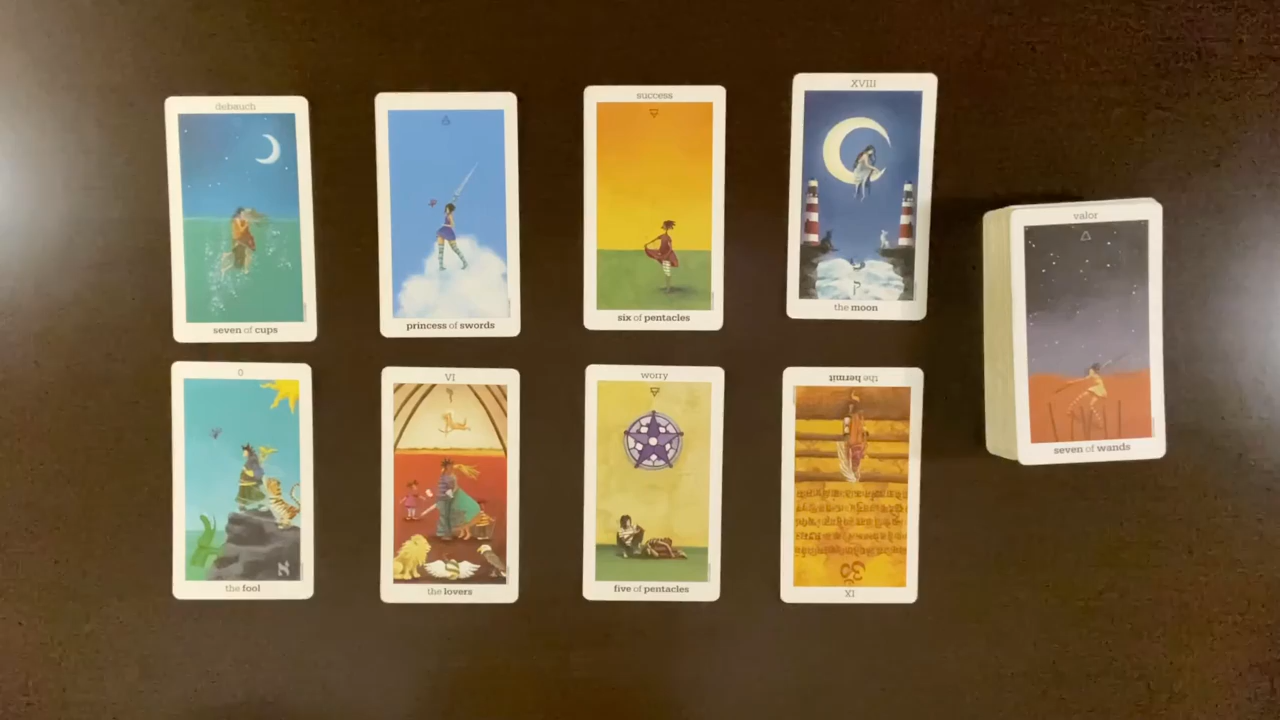 debauch
seven of cups
princess of swords
success
six of pentacles
XVIII
the moon
valor
seven of wands
0
the fool
א
VI
the lovers
worry
five of pentacles
the hermit
ॐ
IX